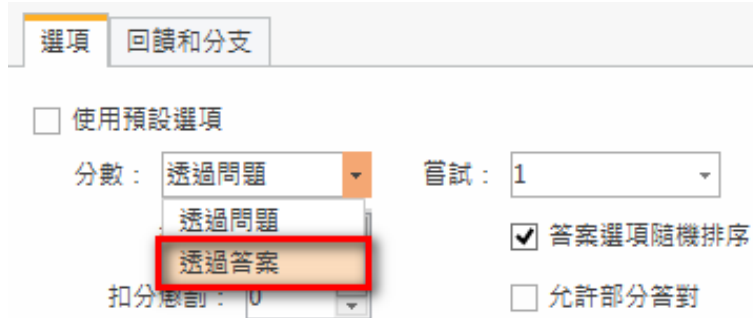 選項 回饋和分支
使用預設選項
分數： 透過問題 嘗試： 1
透過問題 答案選項隨機排序
透過答案
扣分懲罰： 0 允許部分答對